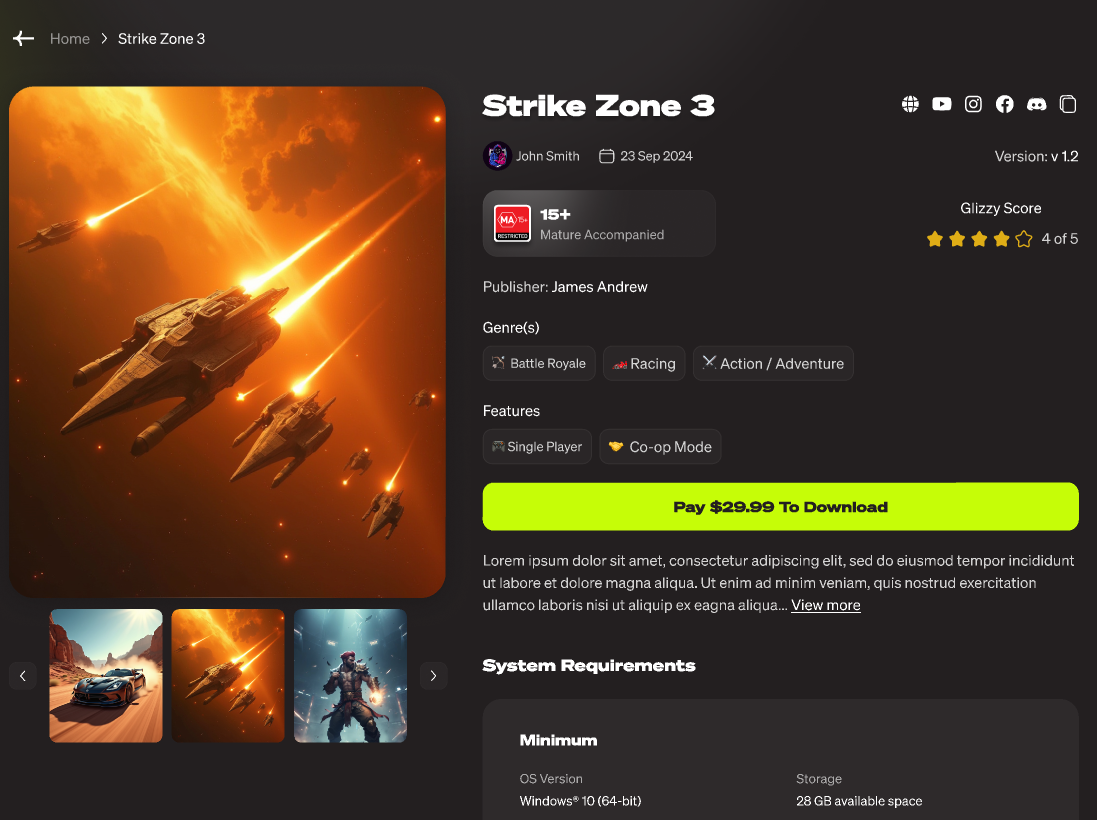 Home > Strike Zone 3
Strike Zone 3
John Smith 23 Sep 2024 Version: v 1.2
MA 15+ RESTRICTED
15+
Mature Accompanied
Glizzy Score
4 of 5
Publisher: James Andrew
Genre(s)
Battle Royale Racing Action / Adventure
Features
Single Player Co-op Mode
Pay $29.99 To Download
Lorem ipsum dolor sit amet, consectetur adipiscing elit, sed do eiusmod tempor incididunt
ut labore et dolore magna aliqua. Ut enim ad minim veniam, quis nostrud exercitation
ullamco laboris nisi ut aliquip ex eagna aliqua... View more
System Requirements
Minimum
OS Version Storage
Windows® 10 (64-bit) 28 GB available space